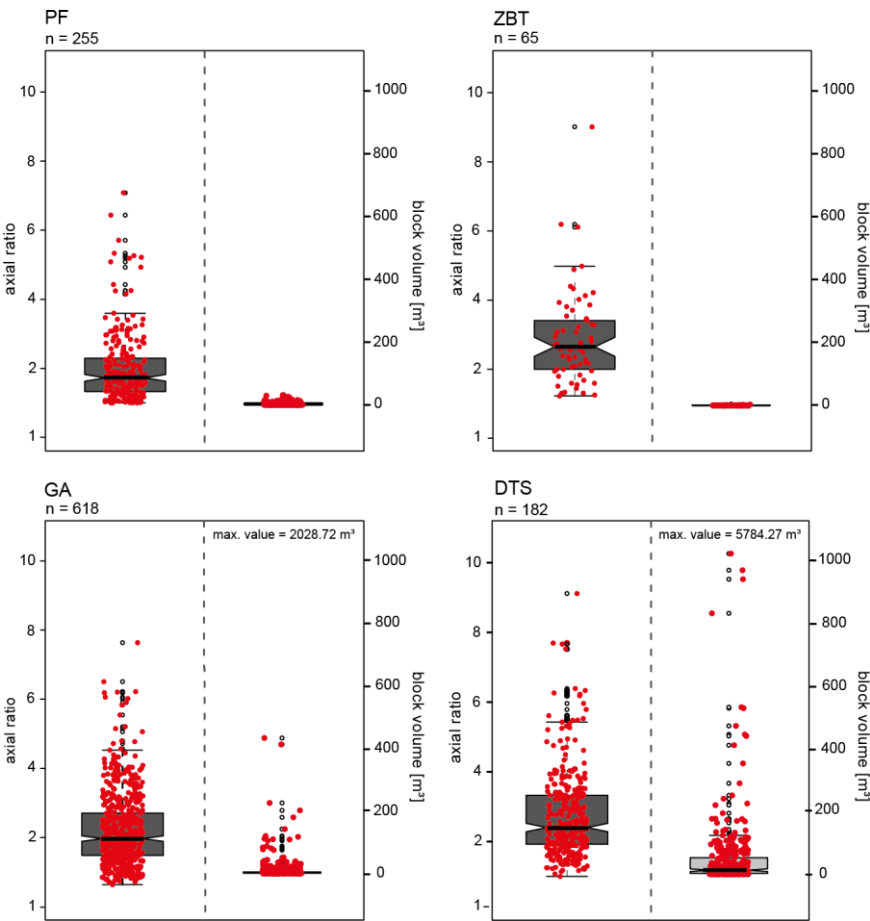 PF
n = 255
10
8
6
4
2
1
axial ratio
1000
800
600
400
200
0
block volume [m³]
ZBT
n = 65
10
8
6
4
2
1
axial ratio
1000
800
600
400
200
0
block volume [m³]
GA
n = 618
max. value = 2028.72 m³
10
8
6
4
2
1
axial ratio
1000
800
600
400
200
0
block volume [m³]
DTS
n = 182
max. value = 5784.27 m³
10
8
6
4
2
1
axial ratio
1000
800
600
400
200
0
block volume [m³]